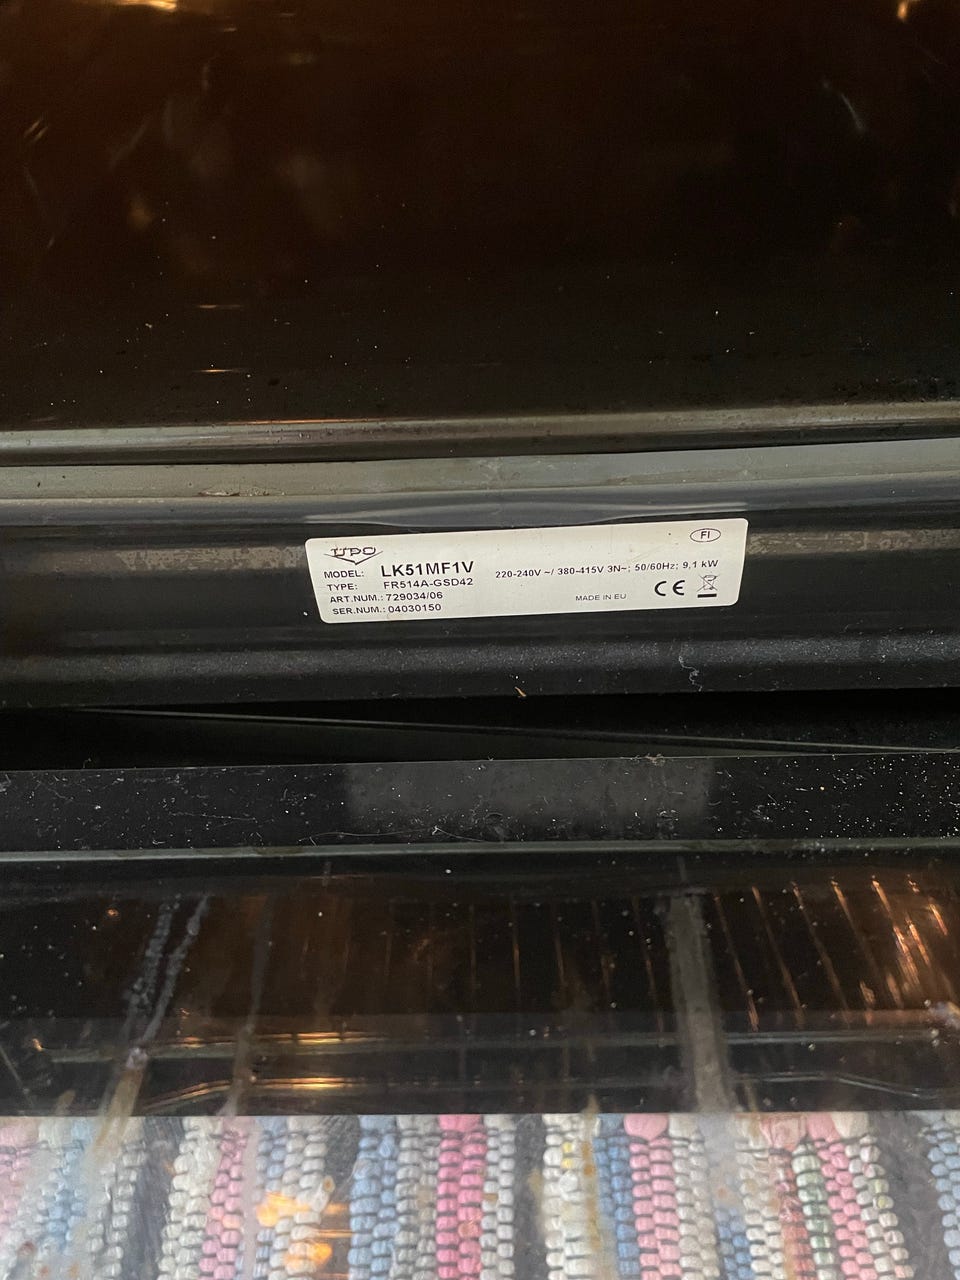 UPO
FI
MODEL: LK51MF1V
220-240V ~/ 380-415V 3N~; 50/60Hz; 9,1 kW
TYPE: FR514A-GSD42
ART.NUM.: 729034/06
MADE IN EU
CE
SER.NUM.: 04030150